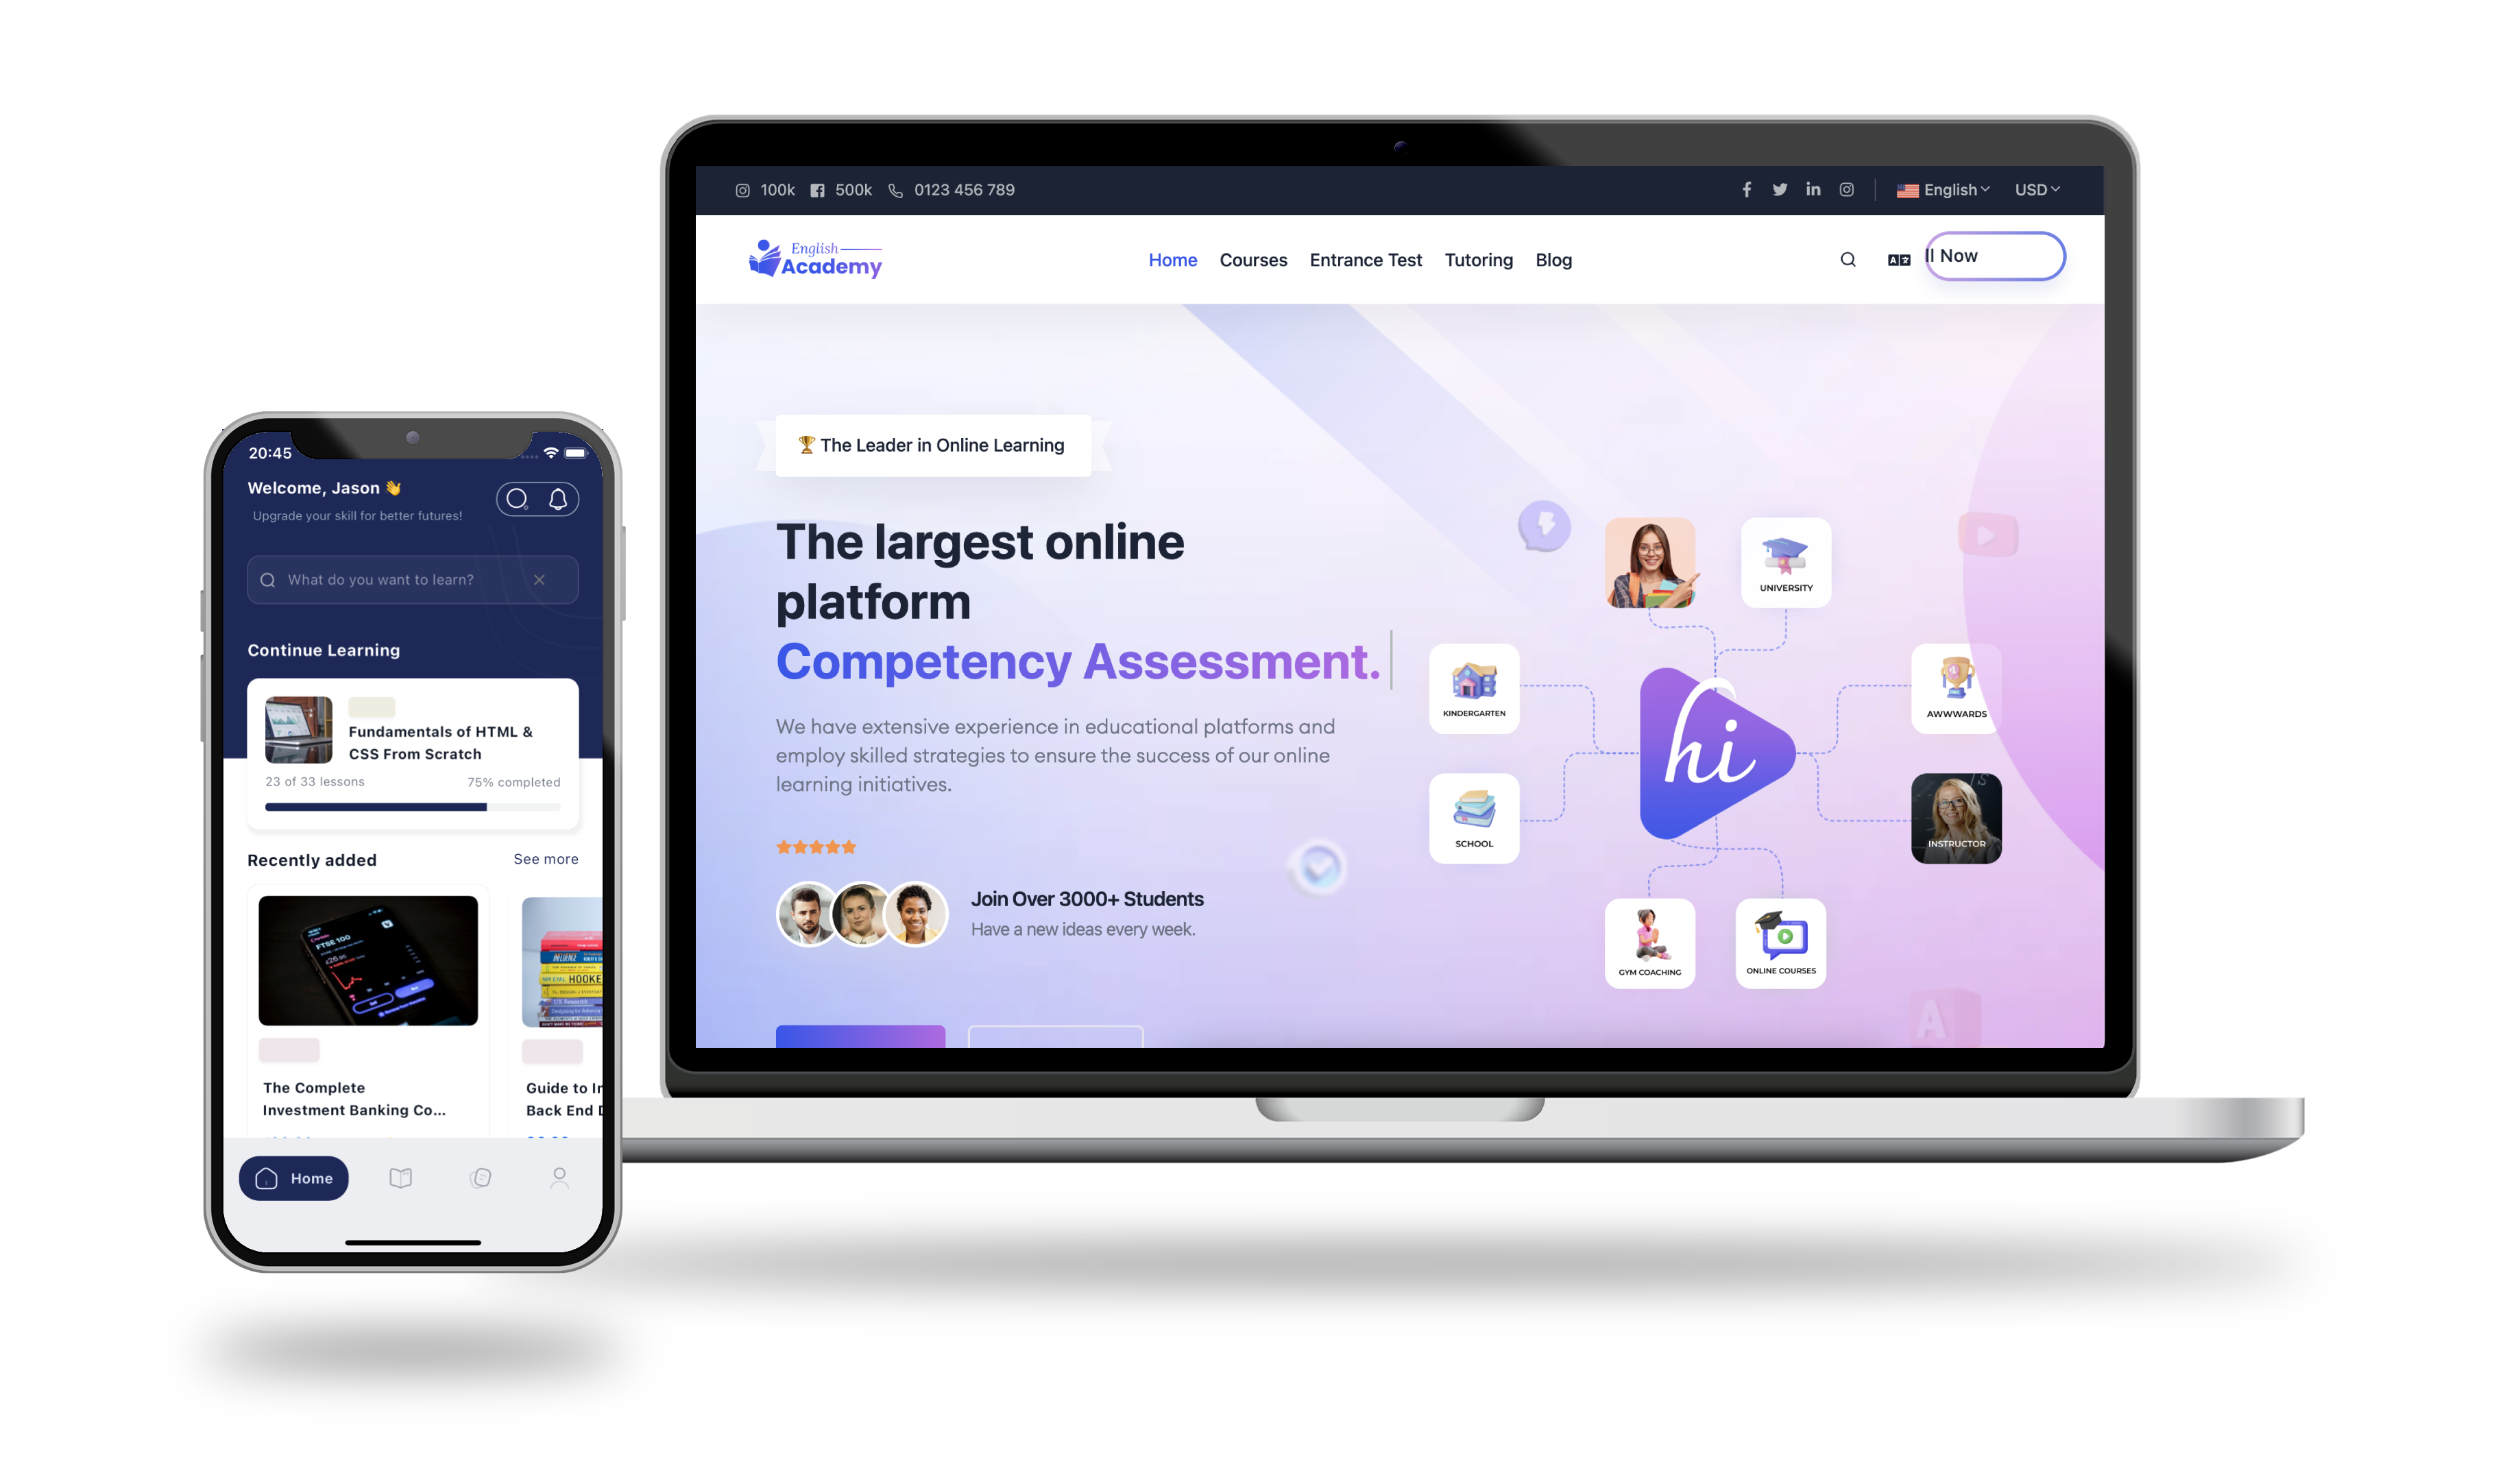 20:45
Welcome, Jason 👋
Upgrade your skill for better futures!
What do you want to learn?
Continue Learning
Fundamentals of HTML &
CSS From Scratch
23 of 33 lessons
75% completed
Recently added
See more
FTSE 100
INFLUENCE
HOOKE
The Complete
Investment Banking Co...
Guide to In
Back End D
Home
100k
500k
0123 456 789
English
USD
English
Academy
Home
Courses
Entrance Test
Tutoring
Blog
ll Now
🏆 The Leader in Online Learning
The largest online
platform
Competency Assessment.
We have extensive experience in educational platforms and
employ skilled strategies to ensure the success of our online
learning initiatives.
Join Over 3000+ Students
Have a new ideas every week.
UNIVERSITY
KINDERGARTEN
AWWWARDS
hi
SCHOOL
INSTRUCTOR
GYM COACHING
ONLINE COURSES
A